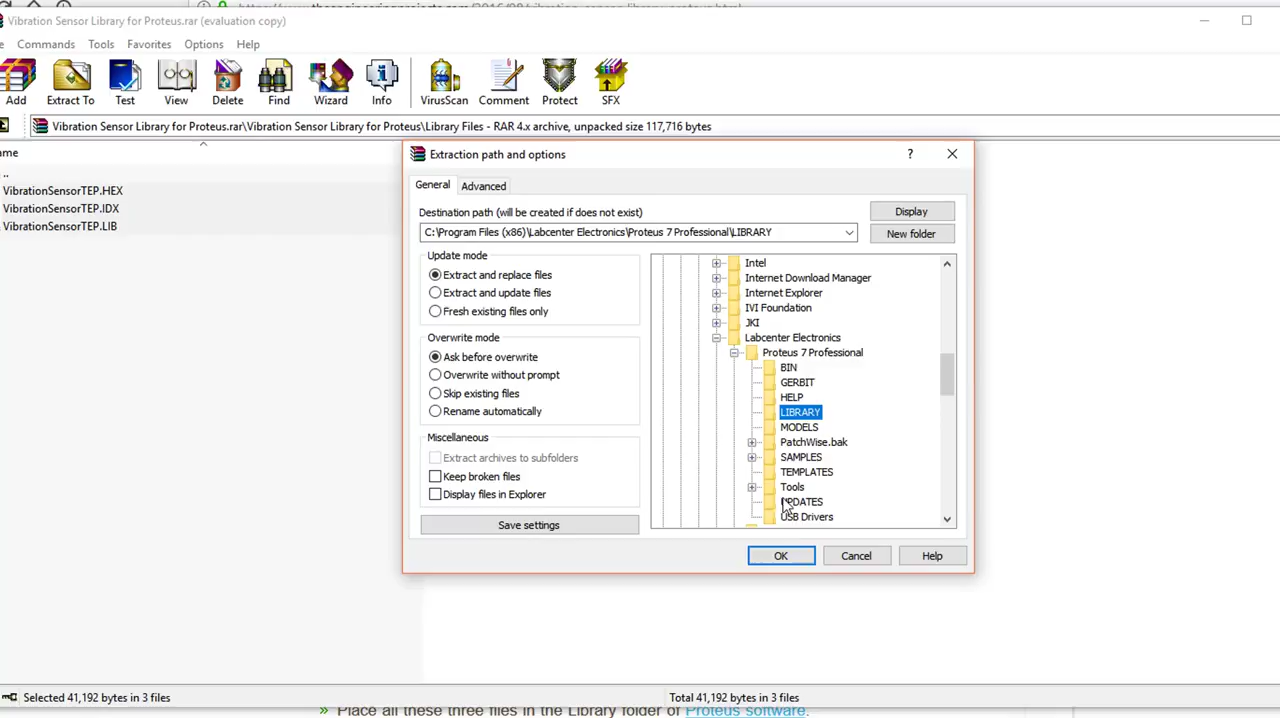 Vibration Sensor Library for Proteus.rar (evaluation copy)
Commands Tools Favorites Options Help
Add Extract To Test View Delete Find Wizard Info VirusScan Comment Protect SFX
Vibration Sensor Library for Proteus.rar\Vibration Sensor Library for Proteus\Library Files - RAR 4.x archive, unpacked size 117,716 bytes
..
VibrationSensorTEP.HEX
VibrationSensorTEP.IDX
VibrationSensorTEP.LIB
Extraction path and options
?
General Advanced
Destination path (will be created if does not exist)
Display
C:\Program Files (x86)\Labcenter Electronics\Proteus 7 Professional\LIBRARY
New folder
Update mode
Extract and replace files
Extract and update files
Fresh existing files only
Overwrite mode
Ask before overwrite
Overwrite without prompt
Skip existing files
Rename automatically
Miscellaneous
Extract archives to subfolders
Keep broken files
Display files in Explorer
Save settings
Intel
Internet Download Manager
Internet Explorer
IVI Foundation
JKI
Labcenter Electronics
Proteus 7 Professional
BIN
GERBIT
HELP
LIBRARY
MODELS
PatchWise.bak
SAMPLES
TEMPLATES
Tools
UPDATES
USB Drivers
OK Cancel Help
Selected 41,192 bytes in 3 files
Total 41,192 bytes in 3 files
» Place all these three files in the Library folder of Proteus software.